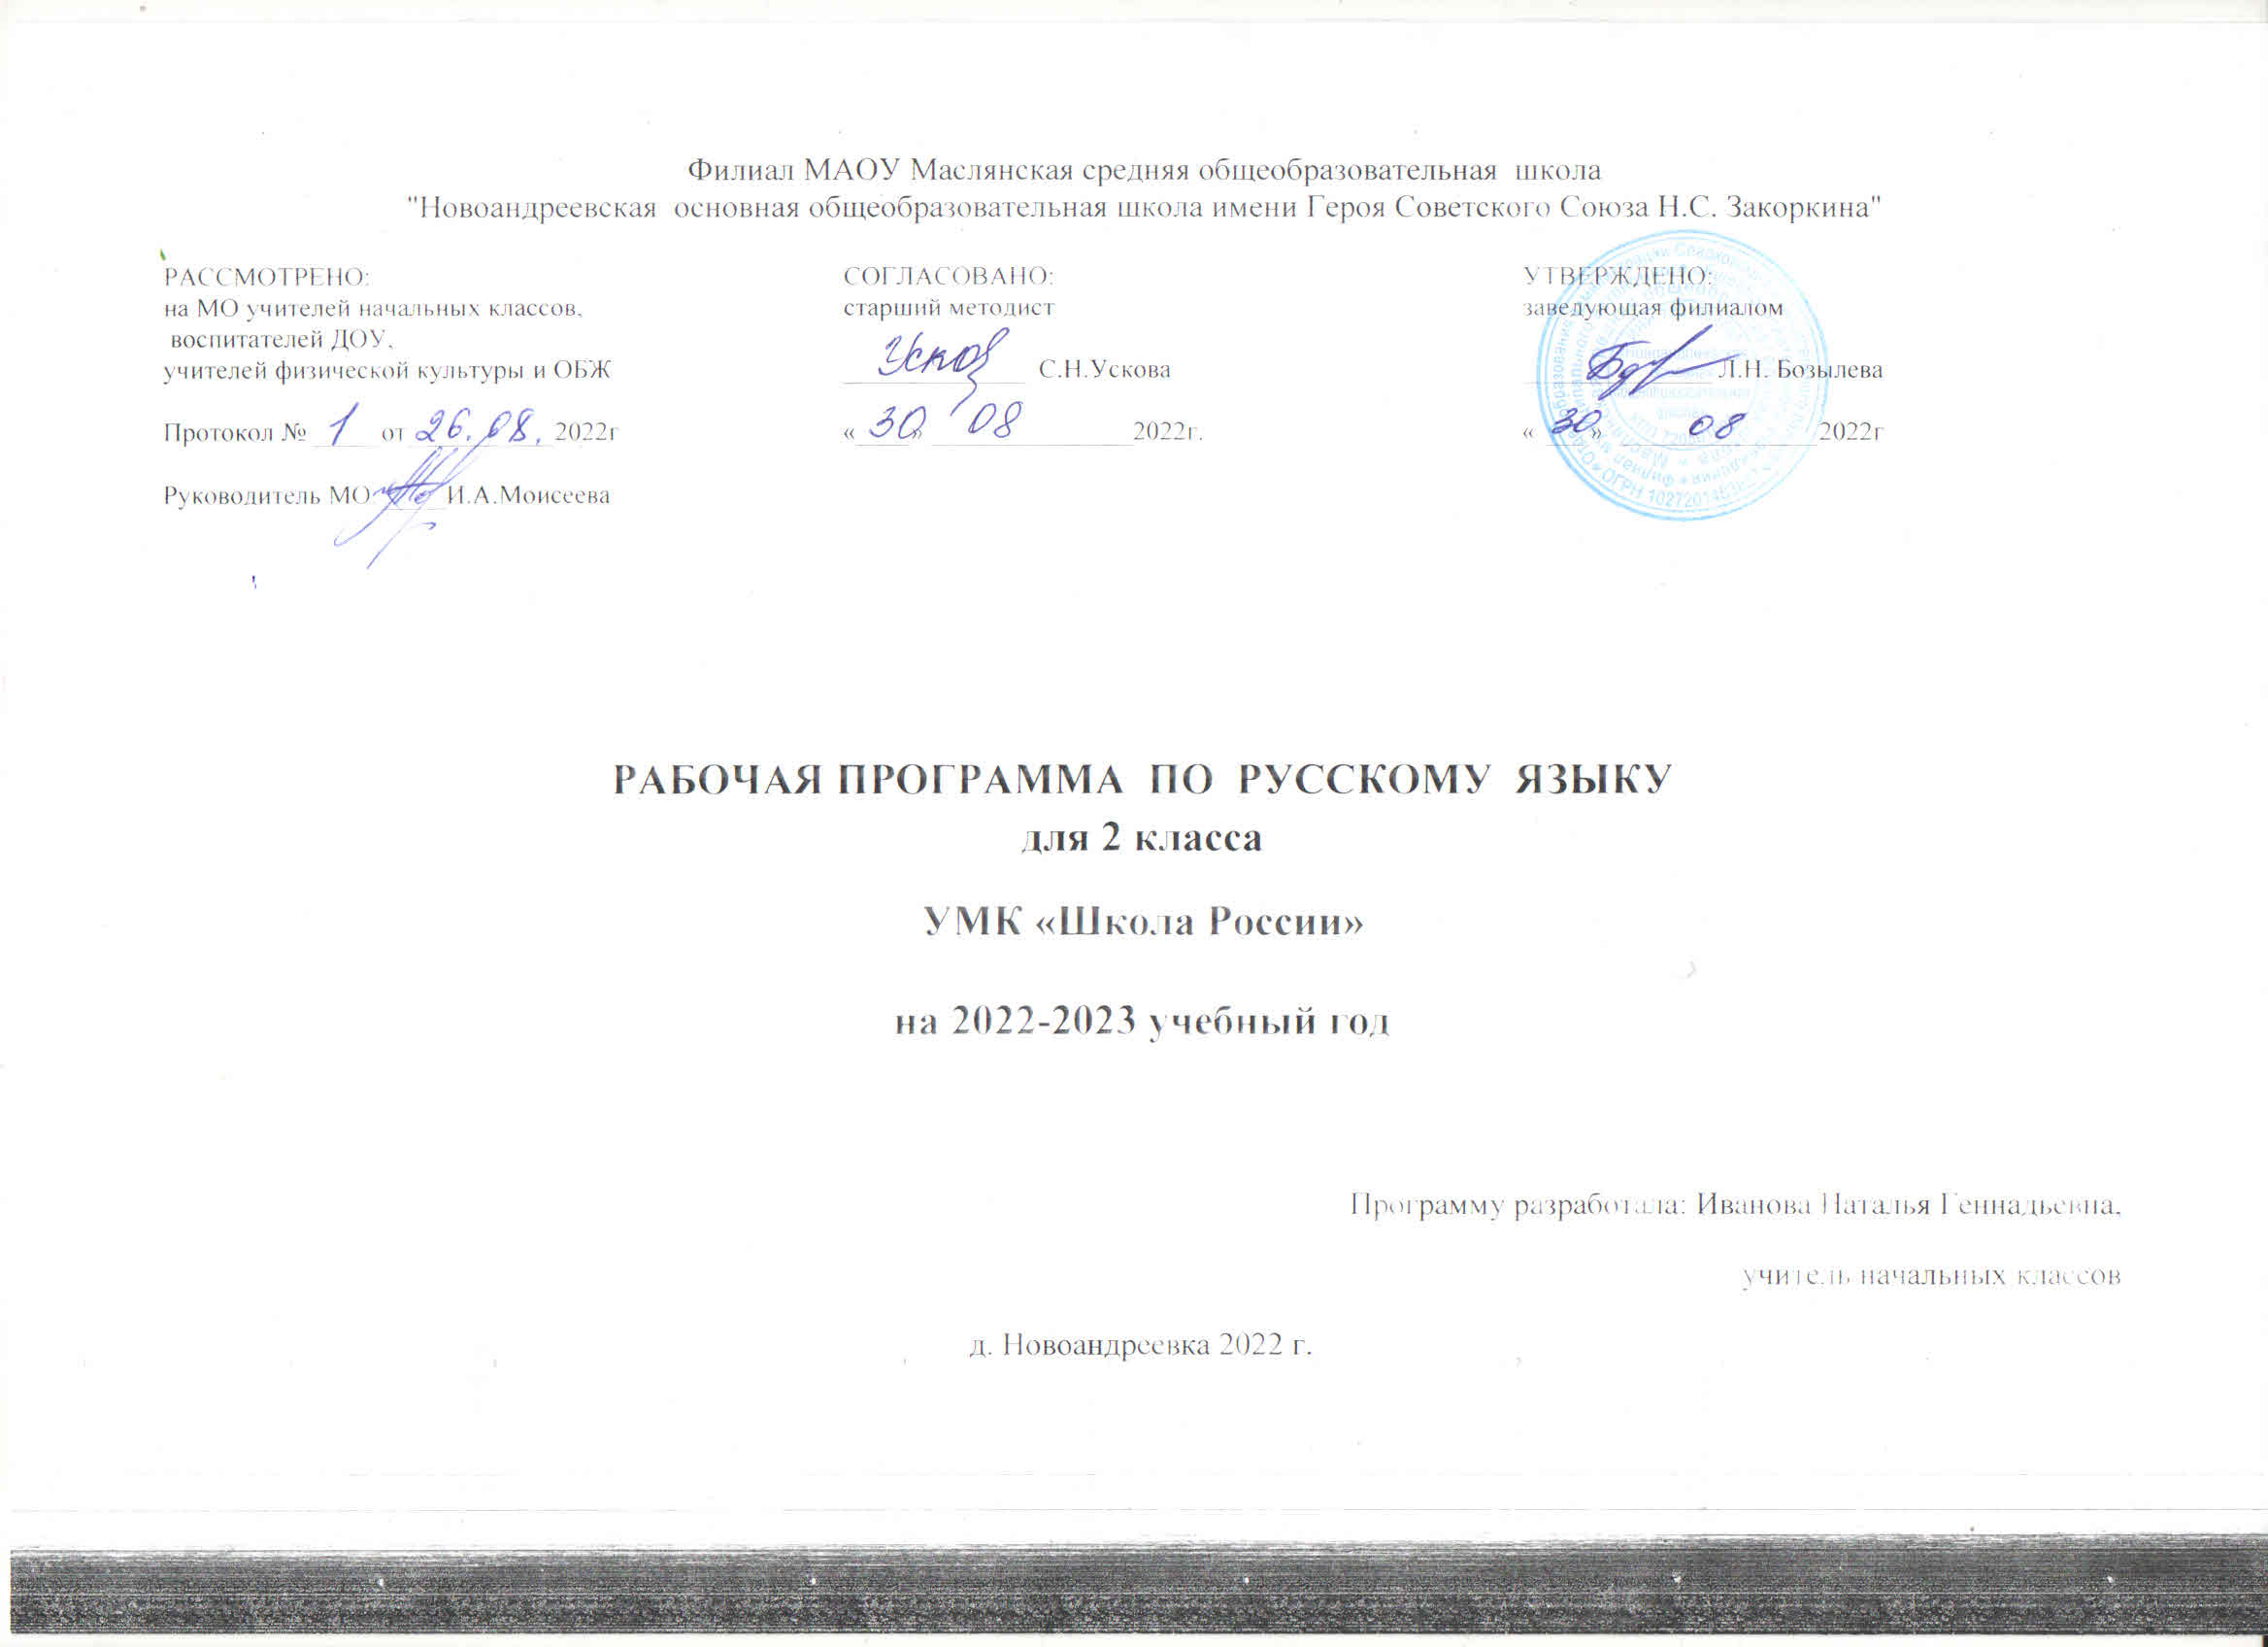 Филиал МАОУ Маслянская средняя общеобразовательная школа
"Новоандреевская основная общеобразовательная школа имени Героя Советского Союза Н.С. Закоркина"
РАССМОТРЕНО:
на МО учителей начальных классов,
воспитателей ДОУ,
учителей физической культуры и ОБЖ
Протокол № 1 от 26.08.2022г
Руководитель МО И.А.Моисеева
СОГЛАСОВАНО:
старший методист
Усков С.Н.Ускова
«30» 08 2022г.
УТВЕРЖДЕНО:
заведующая филиалом
Л.Н. Бозылева
«30» 08 2022г
РАБОЧАЯ ПРОГРАММА ПО РУССКОМУ ЯЗЫКУ
для 2 класса
УМК «Школа России»
на 2022-2023 учебный год
Программу разработала: Иванова Наталья Геннадьевна,
учитель начальных классов
д. Новоандреевка 2022 г.